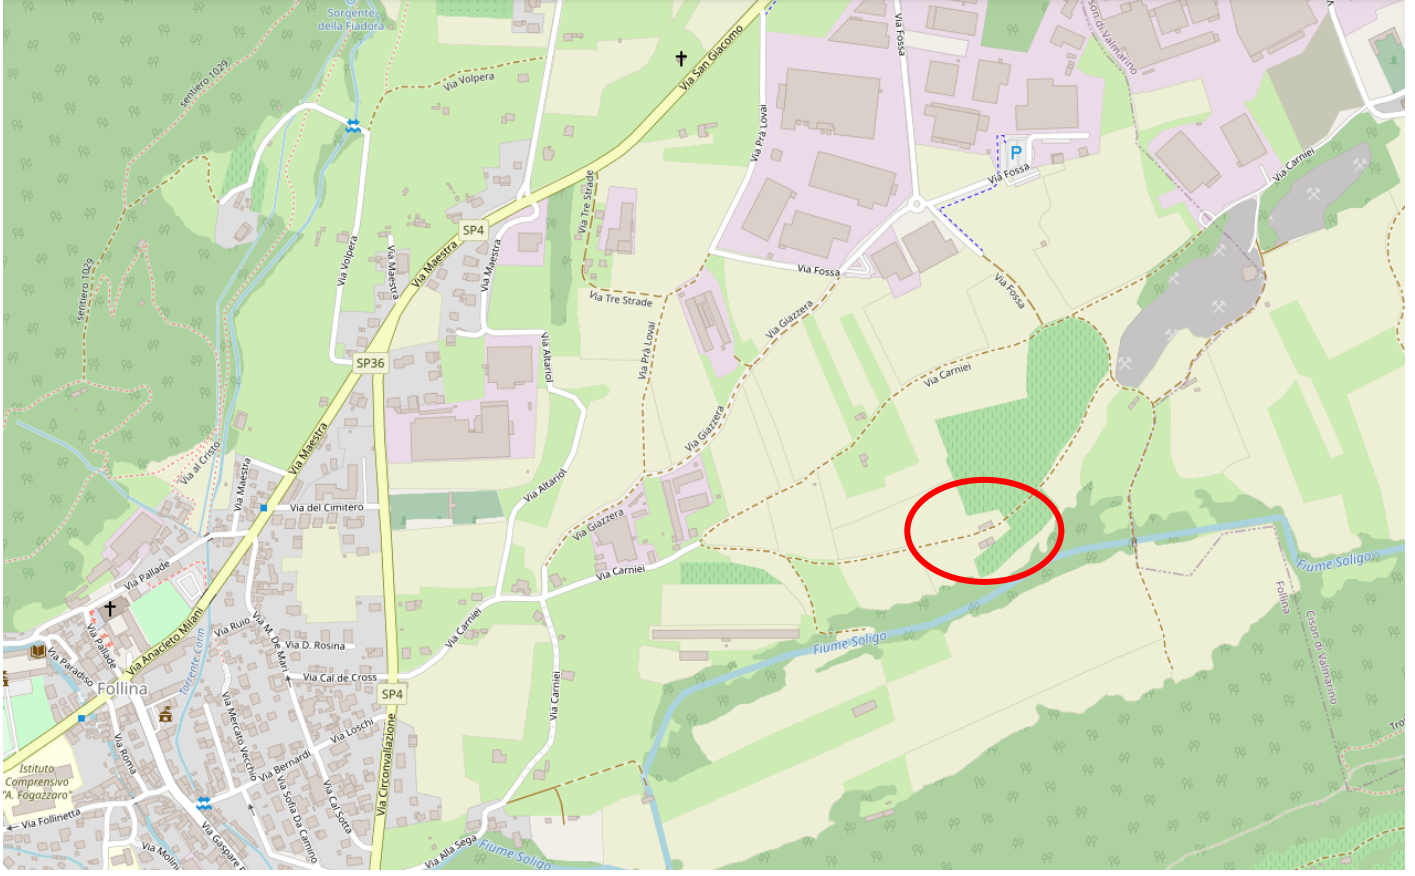 Sorgente
della Fiadora
sentiero 1029
Via Volpera
Via San Giacomo
Via Fossa
Cison di Valmarino
Via Prà Lovai
P
Via Fossa
Via Carniei
Via Tre Strade
SP4
Via Maestra
Via Volpera
Via Maestra
Via Maestra
sentiero 1029
Via Fossa
Via Tre Strade
Via Fossa
Via Giazzera
Via Prà Lovai
Via Altariol
SP36
Via Carniei
Via Giazzera
Via Maestra
Via al Cristo
Via Maestra
Via Altariol
Via del Cimitero
Via Giazzera
Via Pallade
Via Carniei
Fiume Soligo
Follina
Cison di Valmarino
Via Anacleto Milani
Via Ruio
Via M. De Mari
Via Carniei
Via D. Rosina
Fiume Soligo
Via Pallade
Via Paradiso
Torrente Corin
Via Cal de Cross
Follina
SP4
Via Carniei
Via Mercato Vecchio
Via Loschi
Via Roma
Via Bernardi
Via Circonvallazione
Istituto
Comprensivo
"A. Fogazzaro"
Via Sofia Da Camino
Via Cal Sotta
Via Follinetta
Via Gaspare
Via Molini
Via Alla Sega
Fiume Soligo